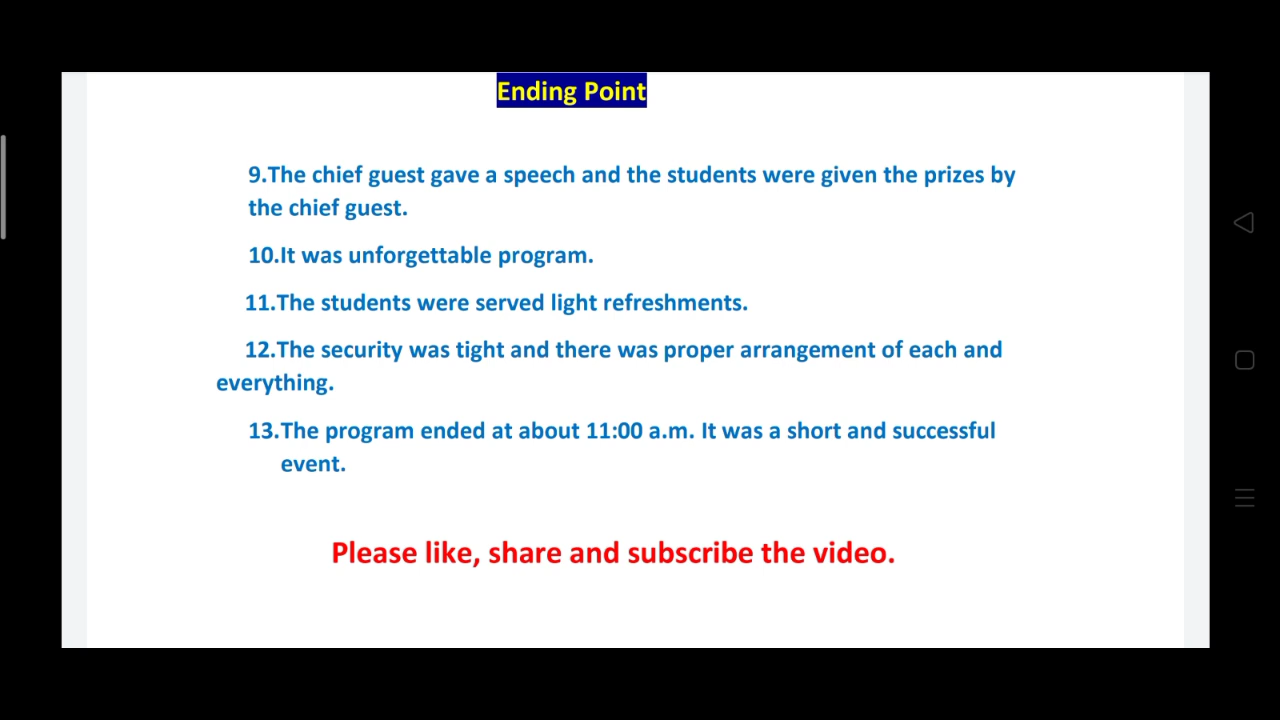 Ending Point
9.The chief guest gave a speech and the students were given the prizes by
the chief guest.
10.It was unforgettable program.
11.The students were served light refreshments.
12.The security was tight and there was proper arrangement of each and
everything.
13.The program ended at about 11:00 a.m. It was a short and successful
event.
Please like, share and subscribe the video.